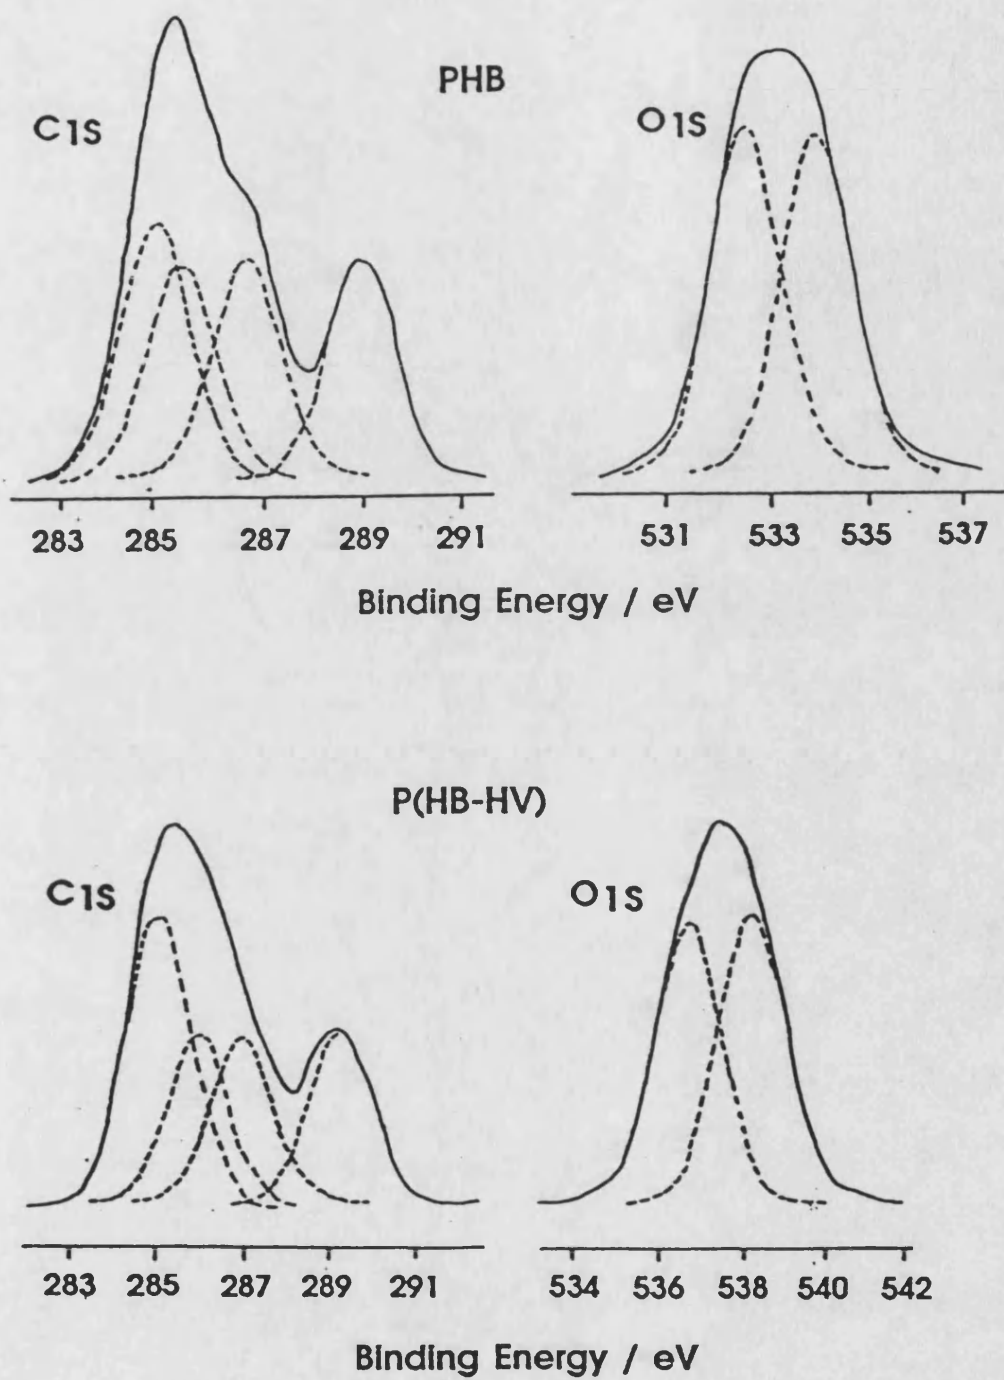 PHB
C1S
O1S
283 285 287 289 291
531 533 535 537
Binding Energy / eV
P(HB-HV)
C1S
O1S
283 285 287 289 291
534 536 538 540 542
Binding Energy / eV